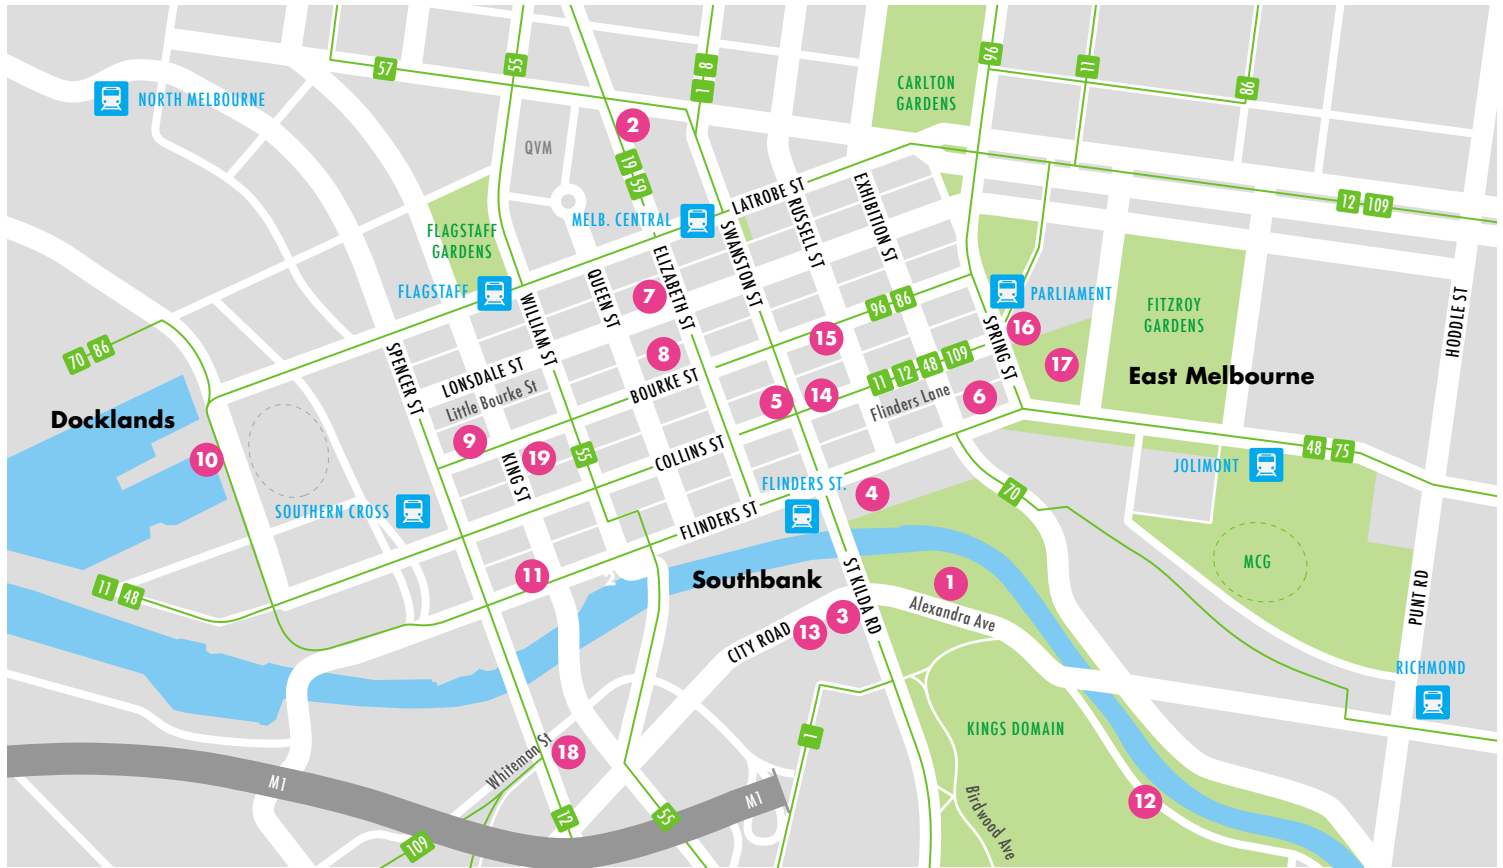 57
55
1
8
96
11
86
CARLTON
GARDENS
NORTH MELBOURNE
2
QVM
19
59
12
109
LATROBE ST
EXHIBITION ST
RUSSELL ST
MELB. CENTRAL
SWANSTON ST
FLAGSTAFF
GARDENS
ELIZABETH ST
QUEEN ST
FLAGSTAFF
7
WILLIAM ST
96
86
PARLIAMENT
FITZROY
GARDENS
HODDLE ST
SPRING ST
16
15
70
86
SPENCER ST
LONSDALE ST
Little Bourke St
8
BOURKE ST
17
11
12
48
109
East Melbourne
Docklands
5
14
Flinders Lane
6
9
10
19
KING ST
55
COLLINS ST
48
75
JOLIMONT
FLINDERS ST.
4
70
SOUTHERN CROSS
FLINDERS ST
MCG
11
48
11
2
Southbank
ST KILDA RD
1
Alexandra Ave
PUNT RD
CITY ROAD
13
3
RICHMOND
KINGS DOMAIN
1
Whiteman St
18
M1
M1
12
55
109
Birdwood Ave
12